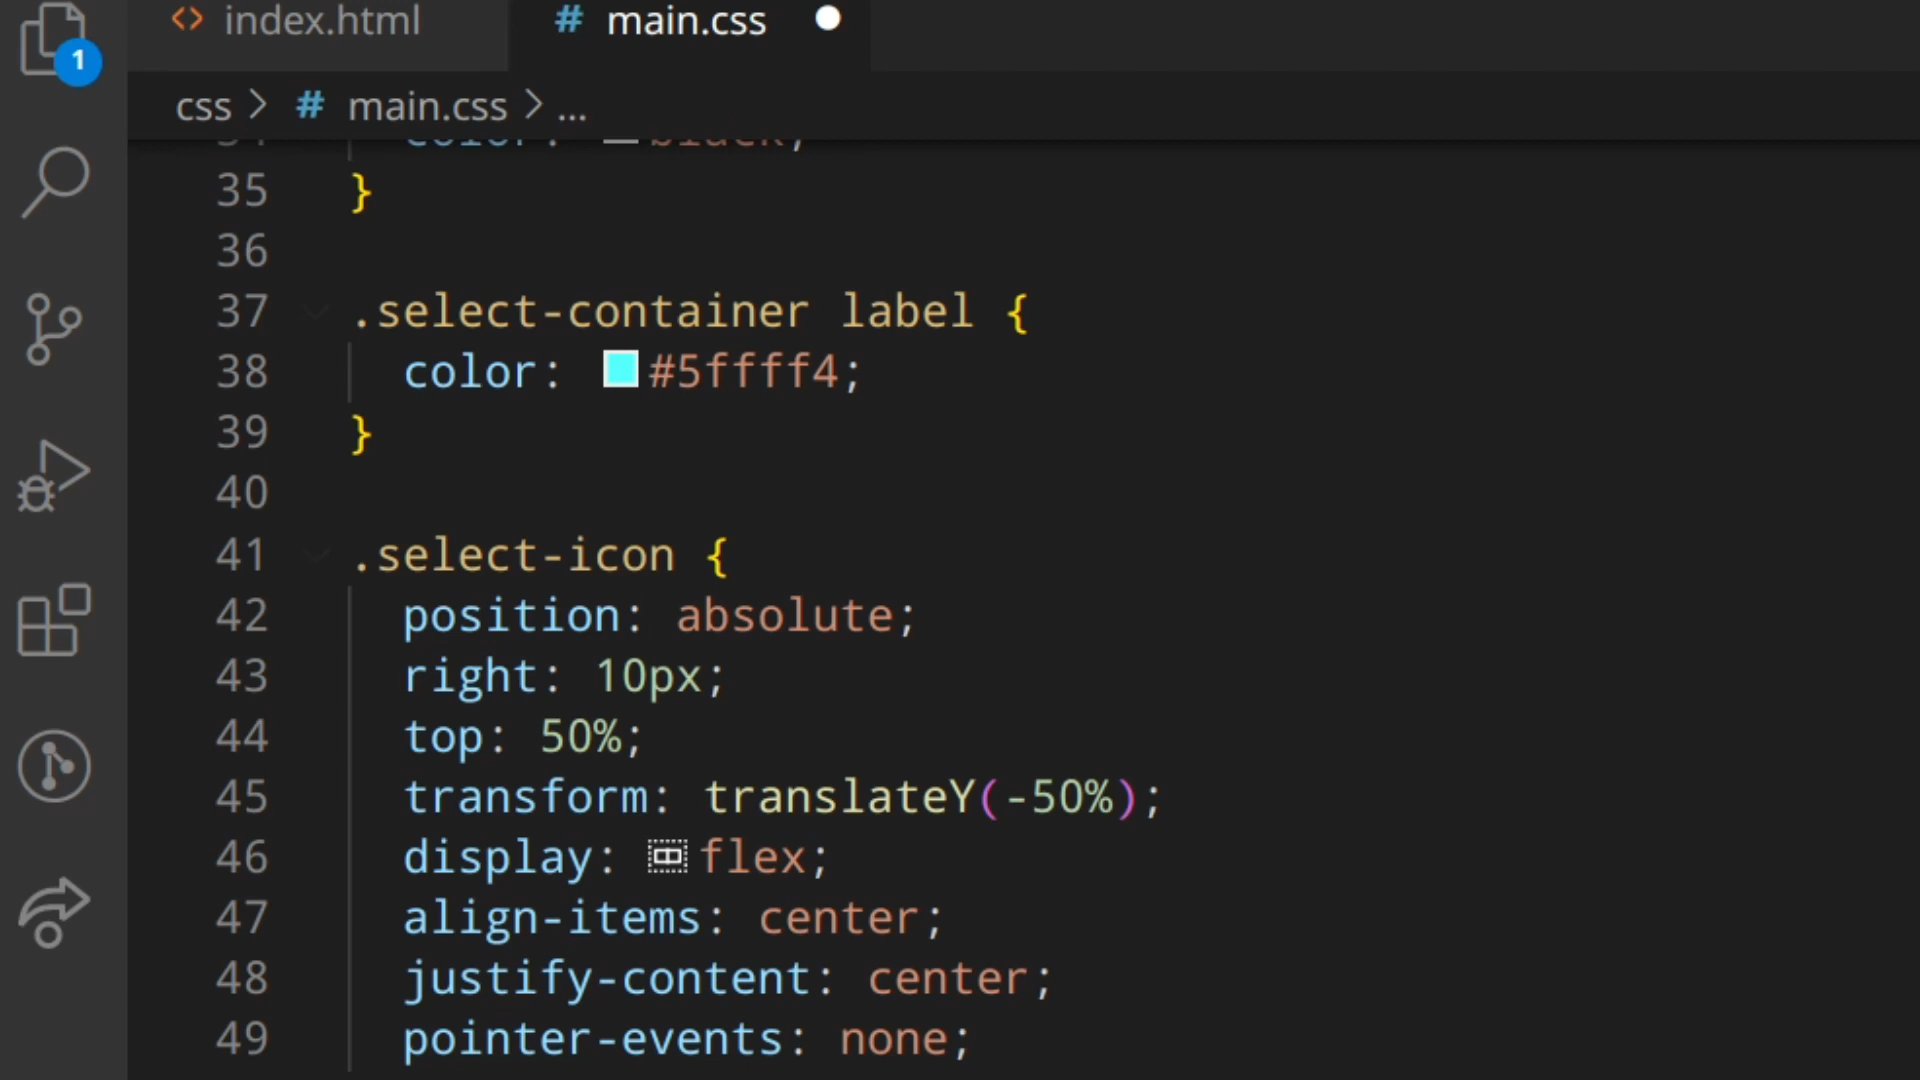 index.html
# main.css
1
css > # main.css > ...
35 }
36
37 .select-container label {
38 color: #5ffff4;
39 }
40
41 .select-icon {
42 position: absolute;
43 right: 10px;
44 top: 50%;
45 transform: translateY(-50%);
46 display: flex;
47 align-items: center;
48 justify-content: center;
49 pointer-events: none;